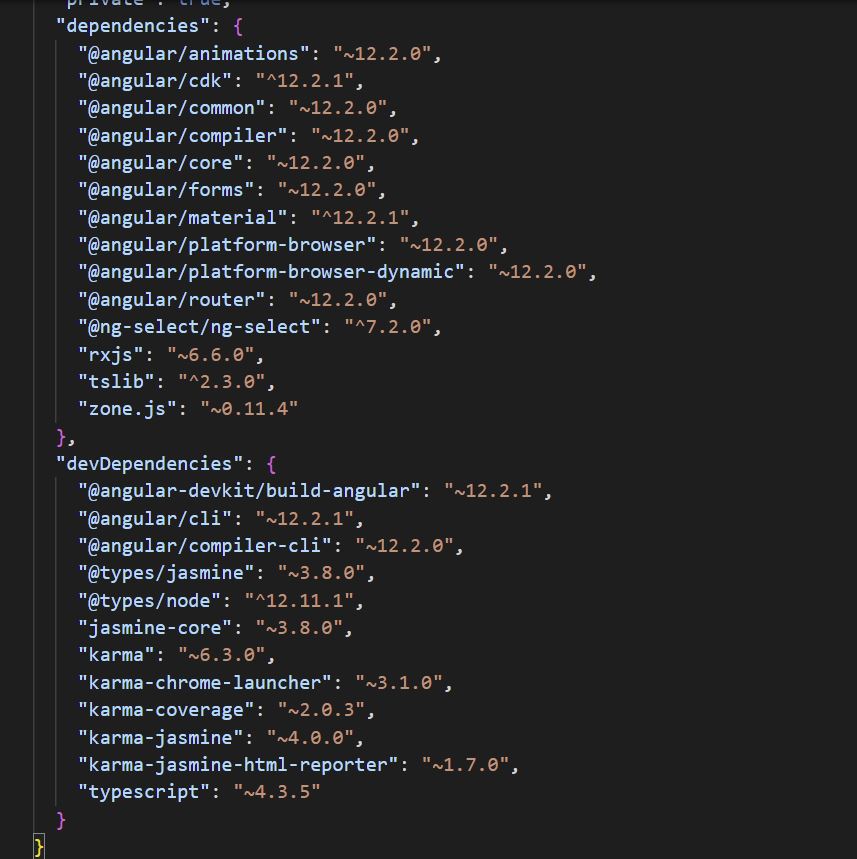 "private": true,
"dependencies": {
"@angular/animations": "~12.2.0",
"@angular/cdk": "^12.2.1",
"@angular/common": "~12.2.0",
"@angular/compiler": "~12.2.0",
"@angular/core": "~12.2.0",
"@angular/forms": "~12.2.0",
"@angular/material": "^12.2.1",
"@angular/platform-browser": "~12.2.0",
"@angular/platform-browser-dynamic": "~12.2.0",
"@angular/router": "~12.2.0",
"@ng-select/ng-select": "^7.2.0",
"rxjs": "~6.6.0",
"tslib": "^2.3.0",
"zone.js": "~0.11.4"
},
"devDependencies": {
"@angular-devkit/build-angular": "~12.2.1",
"@angular/cli": "~12.2.1",
"@angular/compiler-cli": "~12.2.0",
"@types/jasmine": "~3.8.0",
"@types/node": "^12.11.1",
"jasmine-core": "~3.8.0",
"karma": "~6.3.0",
"karma-chrome-launcher": "~3.1.0",
"karma-coverage": "~2.0.3",
"karma-jasmine": "~4.0.0",
"karma-jasmine-html-reporter": "~1.7.0",
"typescript": "~4.3.5"
}
}